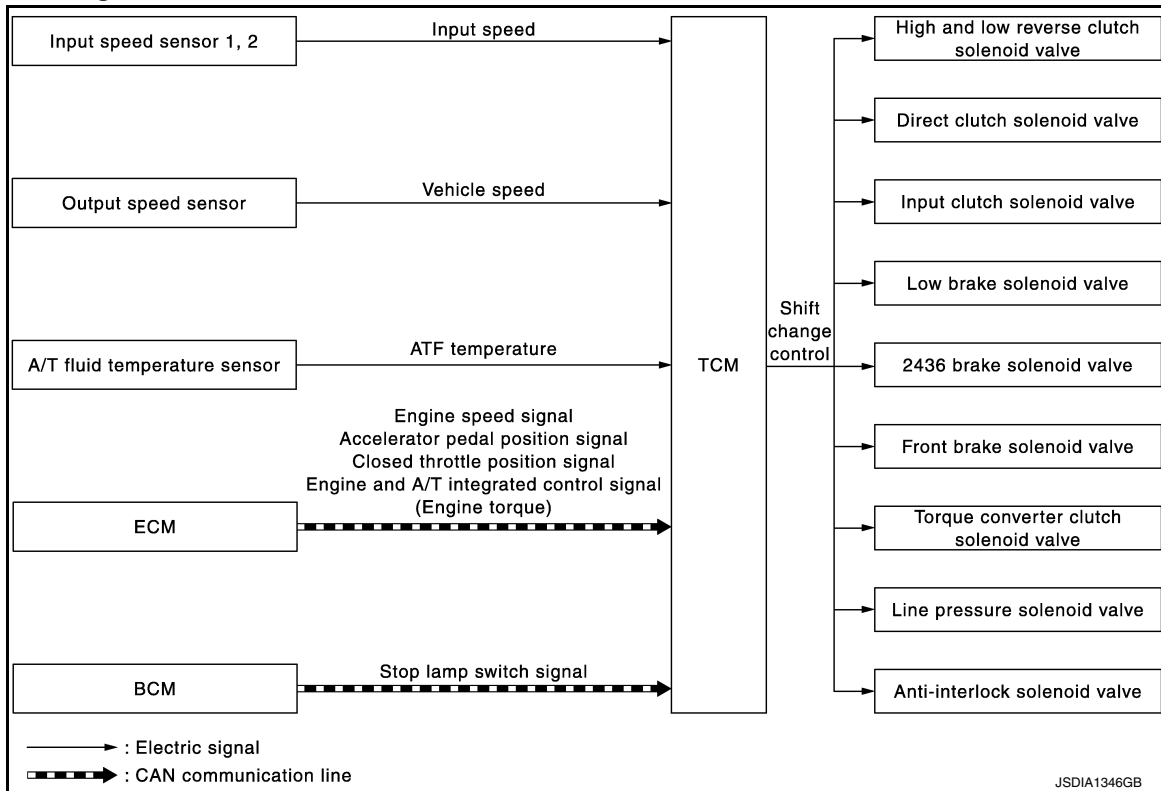 Input speed sensor 1, 2
Input speed
Output speed sensor
Vehicle speed
A/T fluid temperature sensor
ATF temperature
ECM
Engine speed signal
Accelerator pedal position signal
Closed throttle position signal
Engine and A/T integrated control signal
(Engine torque)
BCM
Stop lamp switch signal
TCM
Shift
change
control
High and low reverse clutch
solenoid valve
Direct clutch solenoid valve
Input clutch solenoid valve
Low brake solenoid valve
2436 brake solenoid valve
Front brake solenoid valve
Torque converter clutch
solenoid valve
Line pressure solenoid valve
Anti-interlock solenoid valve
: Electric signal
: CAN communication line
JSDIA1346GB